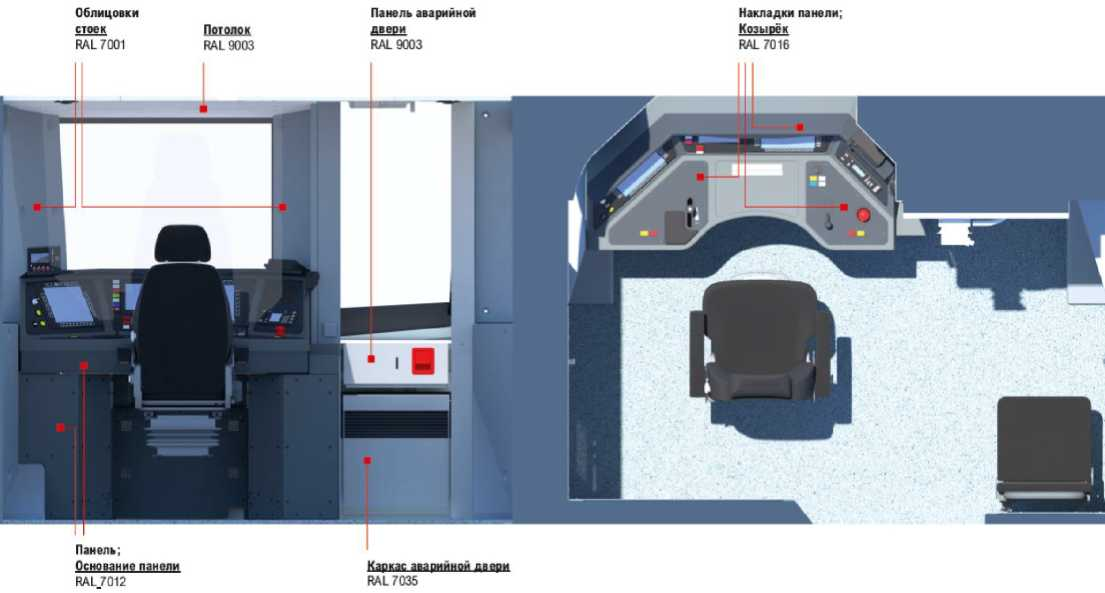 Облицовки
стоек
RAL 7001
Потолок
RAL 9003
Панель аварийной
двери
RAL 9003
Накладки панели;
Козырёк
RAL 7016
Панель;
Основание панели
RAL 7012
Каркас аварийной двери
RAL 7035